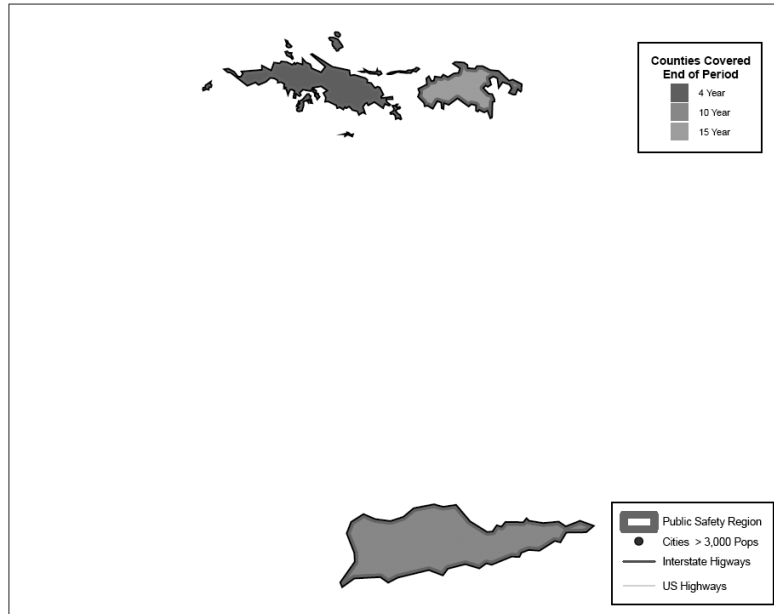 Counties Covered
End of Period
4 Year
10 Year
15 Year
Public Safety Region
Cities > 3,000 Pops
Interstate Higways
US Highways